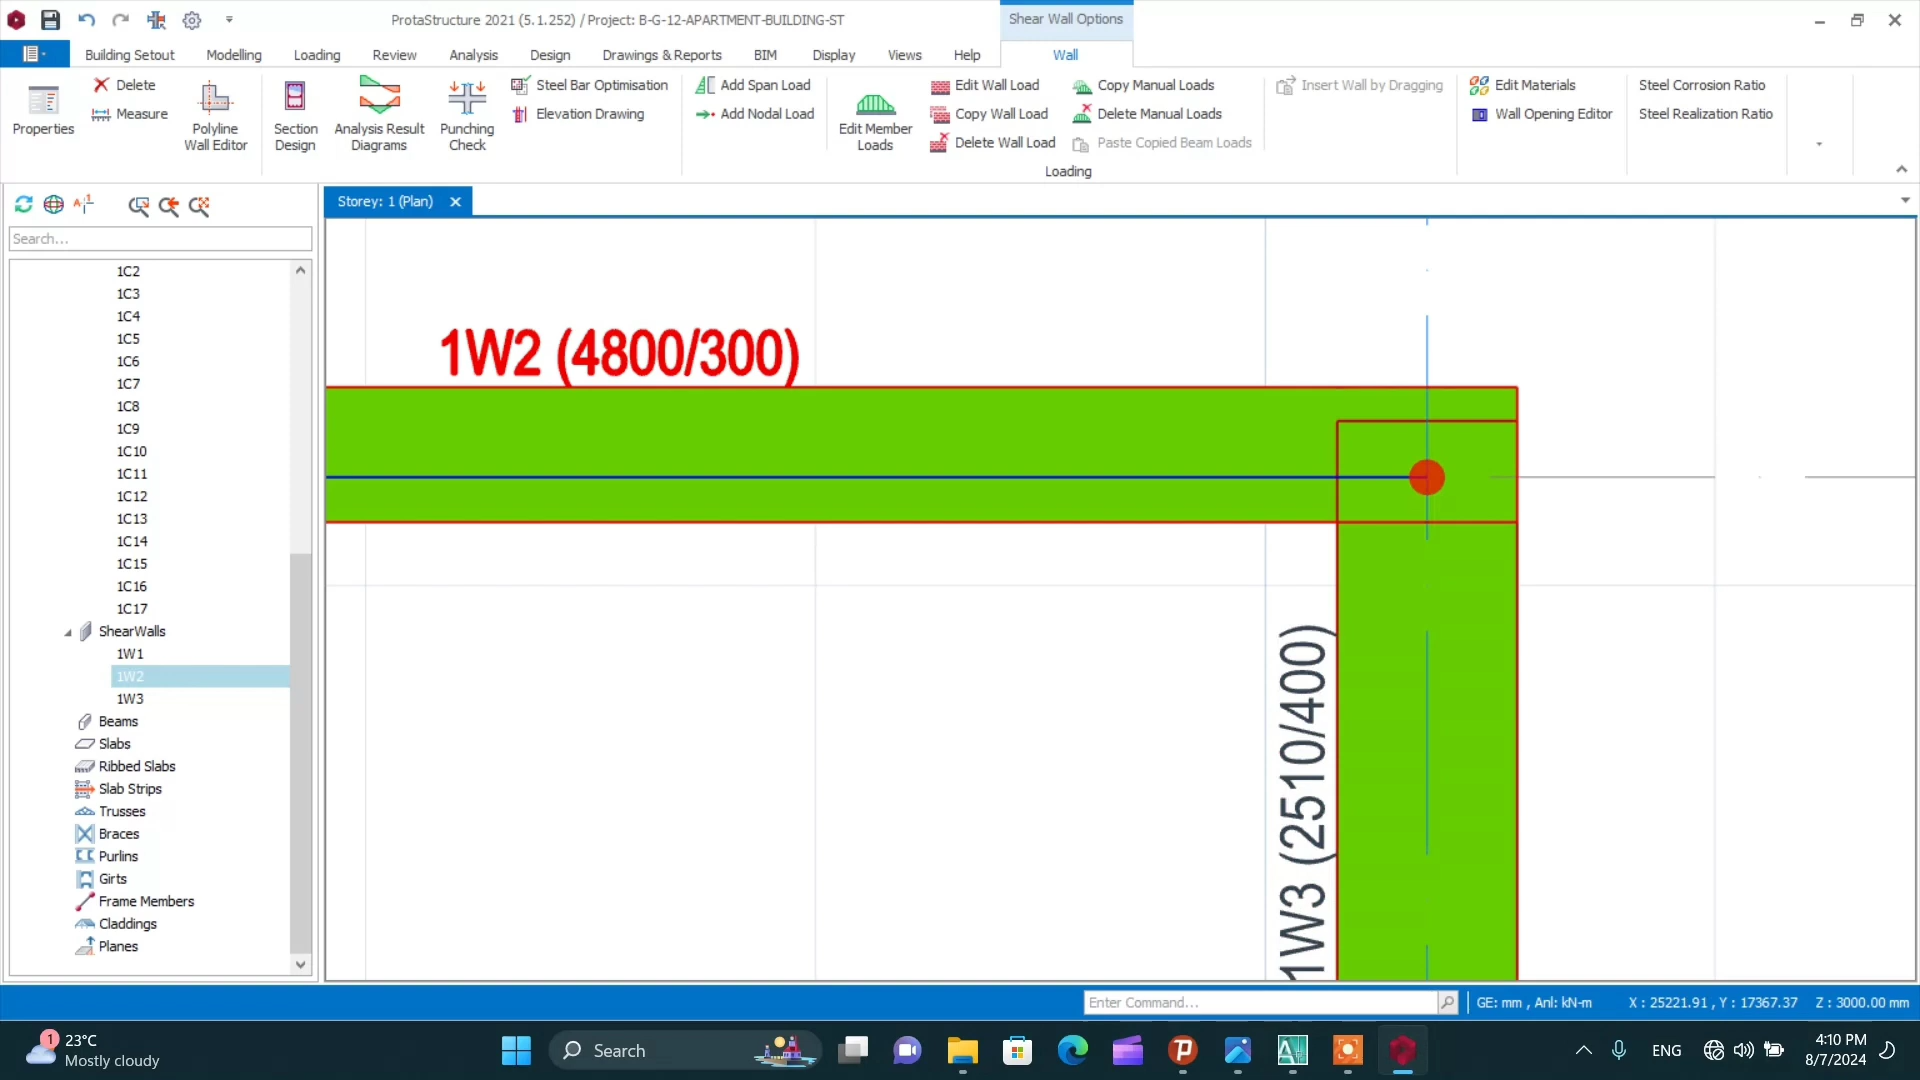 ProtaStructure 2021 (5.1.252) / Project: B-G-12-APARTMENT-BUILDING-ST
Shear Wall Options
Building Setout
Modelling
Loading
Review
Analysis
Design
Drawings & Reports
BIM
Display
Views
Help
Wall
Properties
Delete
Measure
Polyline
Wall Editor
Section
Design
Analysis Result
Diagrams
Punching
Check
Steel Bar Optimisation
Elevation Drawing
Add Span Load
Add Nodal Load
Edit Member
Loads
Edit Wall Load
Copy Wall Load
Delete Wall Load
Copy Manual Loads
Delete Manual Loads
Paste Copied Beam Loads
Loading
Insert Wall by Dragging
Edit Materials
Wall Opening Editor
Steel Corrosion Ratio
Steel Realization Ratio
Search...
1C2
1C3
1C4
1C5
1C6
1C7
1C8
1C9
1C10
1C11
1C12
1C13
1C14
1C15
1C16
1C17
ShearWalls
1W1
1W2
1W3
Beams
Slabs
Ribbed Slabs
Slab Strips
Trusses
Braces
Purlins
Girts
Frame Members
Claddings
Planes
Storey: 1 (Plan)
1W2 (4800/300)
1W3 (2510/400)
Enter Command...
GE: mm , Anl: kN-m
X : 25221.91 , Y : 17367.37
Z : 3000.00 mm
1
23°C
Mostly cloudy
Search
ENG
4:10 PM
8/7/2024